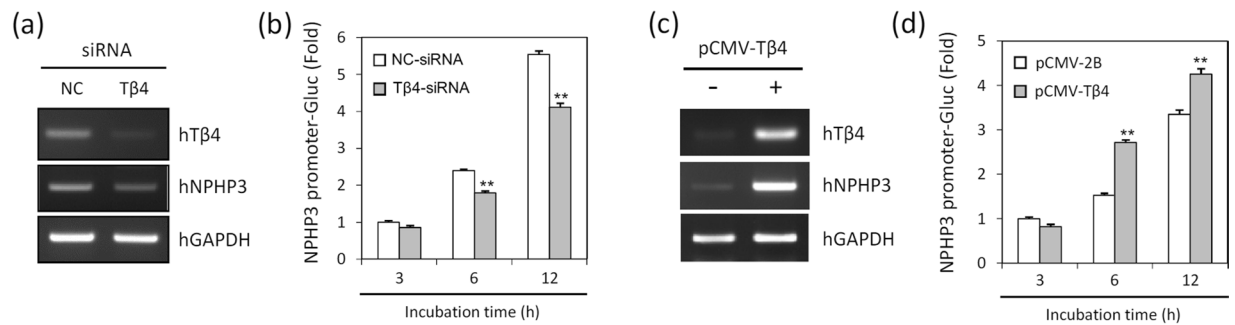 (a)
siRNA
NC Tβ4
hTβ4
hNPHP3
hGAPDH
(b)
NPHP3 promoter-Gluc (Fold)
6
5
4
3
2
1
0
NC-siRNA
Tβ4-siRNA
**
**
3 6 12
Incubation time (h)
(c)
pCMV-Tβ4
- +
hTβ4
hNPHP3
hGAPDH
(d)
NPHP3 promoter-Gluc (Fold)
5
4
3
2
1
0
pCMV-2B
pCMV-Tβ4
**
**
3 6 12
Incubation time (h)